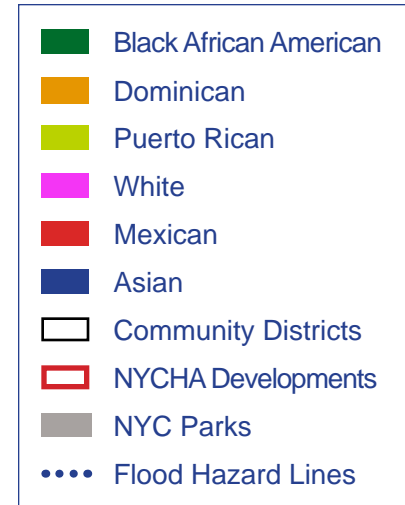 Black African American
Dominican
Puerto Rican
White
Mexican
Asian
Community Districts
NYCHA Developments
NYC Parks
Flood Hazard Lines